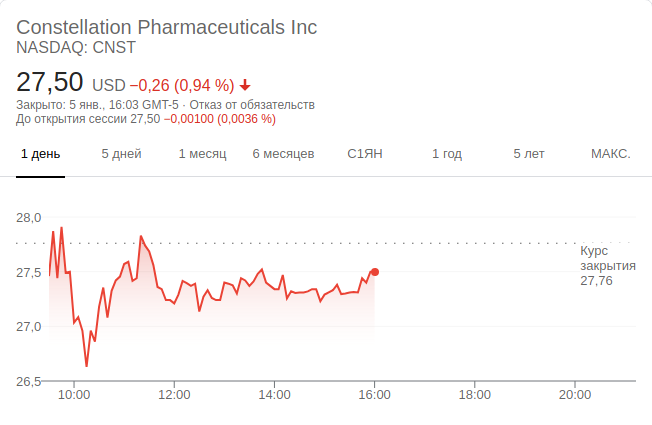 Constellation Pharmaceuticals Inc
NASDAQ: CNST
27,50 USD −0,26 (0,94 %)
Закрыто: 5 янв., 16:03 GMT-5 · Отказ от обязательств
До открытия сессии 27,50 −0,00100 (0,0036 %)
1 день 5 дней 1 месяц 6 месяцев С1ЯН 1 год 5 лет МАКС.
28,0
Курс
закрытия
27,76
27,5
27,0
26,5
10:00 12:00 14:00 16:00 18:00 20:00